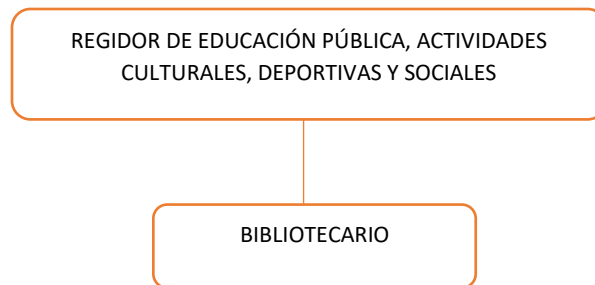 REGIDOR DE EDUCACIÓN PÚBLICA, ACTIVIDADES
CULTURALES, DEPORTIVAS Y SOCIALES
BIBLIOTECARIO